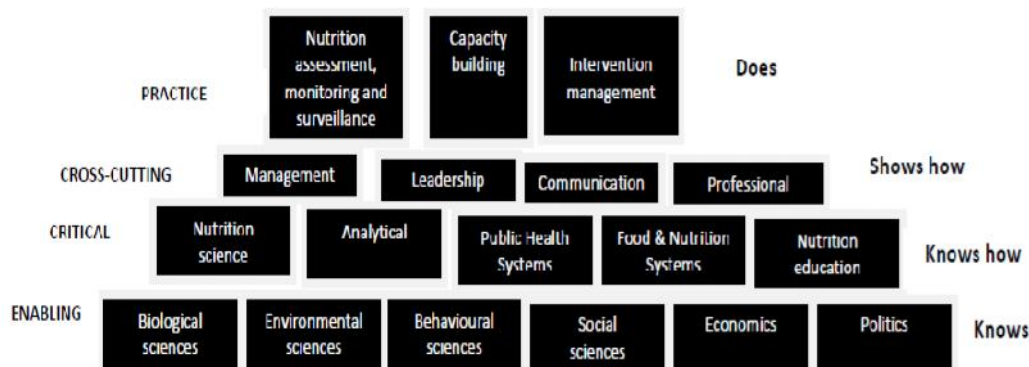 Nutrition
assessment,
monitoring and
surveillance
Capacity
building
Intervention
management
Does
PRACTICE
CROSS-CUTTING
Management
Leadership
Communication
Professional
Shows how
CRITICAL
Nutrition
science
Analytical
Public Health
Systems
Food & Nutrition
Systems
Nutrition
education
Knows how
ENABLING
Biological
sciences
Environmental
sciences
Behavioural
sciences
Social
sciences
Economics
Politics
Knows